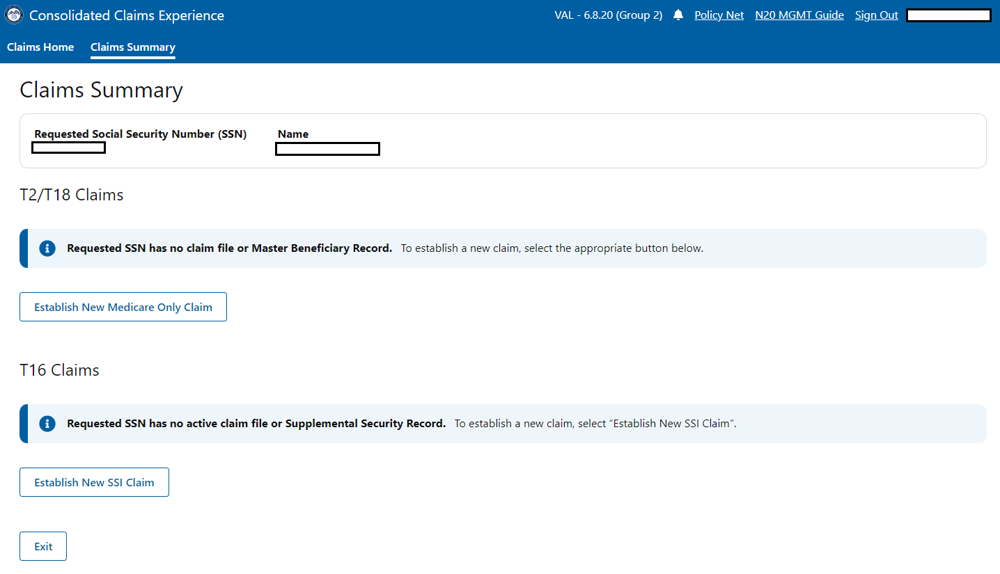 Consolidated Claims Experience VAL - 6.8.20 (Group 2) Policy Net N20 MGMT Guide Sign Out
Claims Home Claims Summary
Claims Summary
Requested Social Security Number (SSN) Name
T2/T18 Claims
Requested SSN has no claim file or Master Beneficiary Record. To establish a new claim, select the appropriate button below.
Establish New Medicare Only Claim
T16 Claims
Requested SSN has no active claim file or Supplemental Security Record. To establish a new claim, select “Establish New SSI Claim”.
Establish New SSI Claim
Exit